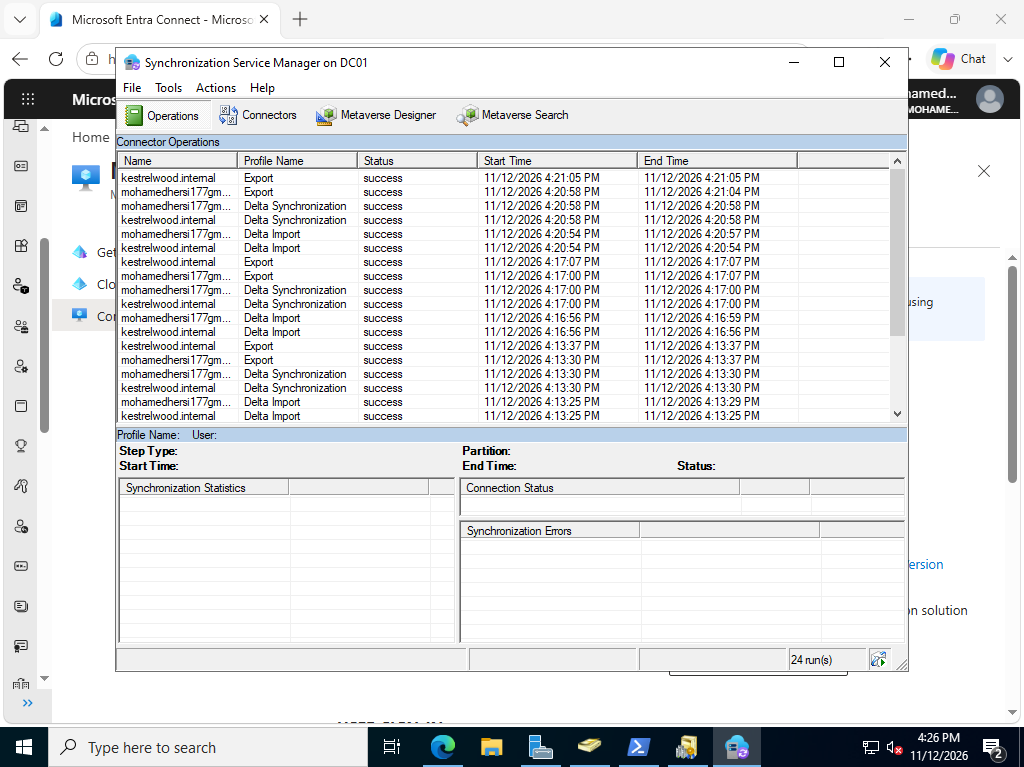 Microsoft Entra Connect - Microso
Chat
Synchronization Service Manager on DC01
File Tools Actions Help
Operations Connectors Metaverse Designer Metaverse Search
Connector Operations
Name Profile Name Status Start Time End Time
kestrelwood.internal Export success 11/12/2026 4:21:05 PM 11/12/2026 4:21:05 PM
mohamedhersi177gm... Export success 11/12/2026 4:20:58 PM 11/12/2026 4:21:04 PM
mohamedhersi177gm... Delta Synchronization success 11/12/2026 4:20:58 PM 11/12/2026 4:20:58 PM
kestrelwood.internal Delta Synchronization success 11/12/2026 4:20:58 PM 11/12/2026 4:20:58 PM
mohamedhersi177gm... Delta Import success 11/12/2026 4:20:54 PM 11/12/2026 4:20:57 PM
kestrelwood.internal Delta Import success 11/12/2026 4:20:54 PM 11/12/2026 4:20:54 PM
kestrelwood.internal Export success 11/12/2026 4:17:07 PM 11/12/2026 4:17:07 PM
mohamedhersi177gm... Export success 11/12/2026 4:17:00 PM 11/12/2026 4:17:07 PM
mohamedhersi177gm... Delta Synchronization success 11/12/2026 4:17:00 PM 11/12/2026 4:17:00 PM
kestrelwood.internal Delta Synchronization success 11/12/2026 4:17:00 PM 11/12/2026 4:17:00 PM
mohamedhersi177gm... Delta Import success 11/12/2026 4:16:56 PM 11/12/2026 4:16:59 PM
kestrelwood.internal Delta Import success 11/12/2026 4:16:56 PM 11/12/2026 4:16:56 PM
kestrelwood.internal Export success 11/12/2026 4:13:37 PM 11/12/2026 4:13:37 PM
mohamedhersi177gm... Export success 11/12/2026 4:13:30 PM 11/12/2026 4:13:37 PM
mohamedhersi177gm... Delta Synchronization success 11/12/2026 4:13:30 PM 11/12/2026 4:13:30 PM
kestrelwood.internal Delta Synchronization success 11/12/2026 4:13:30 PM 11/12/2026 4:13:30 PM
mohamedhersi177gm... Delta Import success 11/12/2026 4:13:25 PM 11/12/2026 4:13:29 PM
kestrelwood.internal Delta Import success 11/12/2026 4:13:25 PM 11/12/2026 4:13:25 PM
Profile Name: User:
Step Type: Partition:
Start Time: End Time: Status:
Synchronization Statistics Connection Status
Synchronization Errors
24 run(s)
Micros
named...
MOHAME...
Home
Get
Clo
Con
using
ersion
on solution
Type here to search
4:26 PM
11/12/2026
2